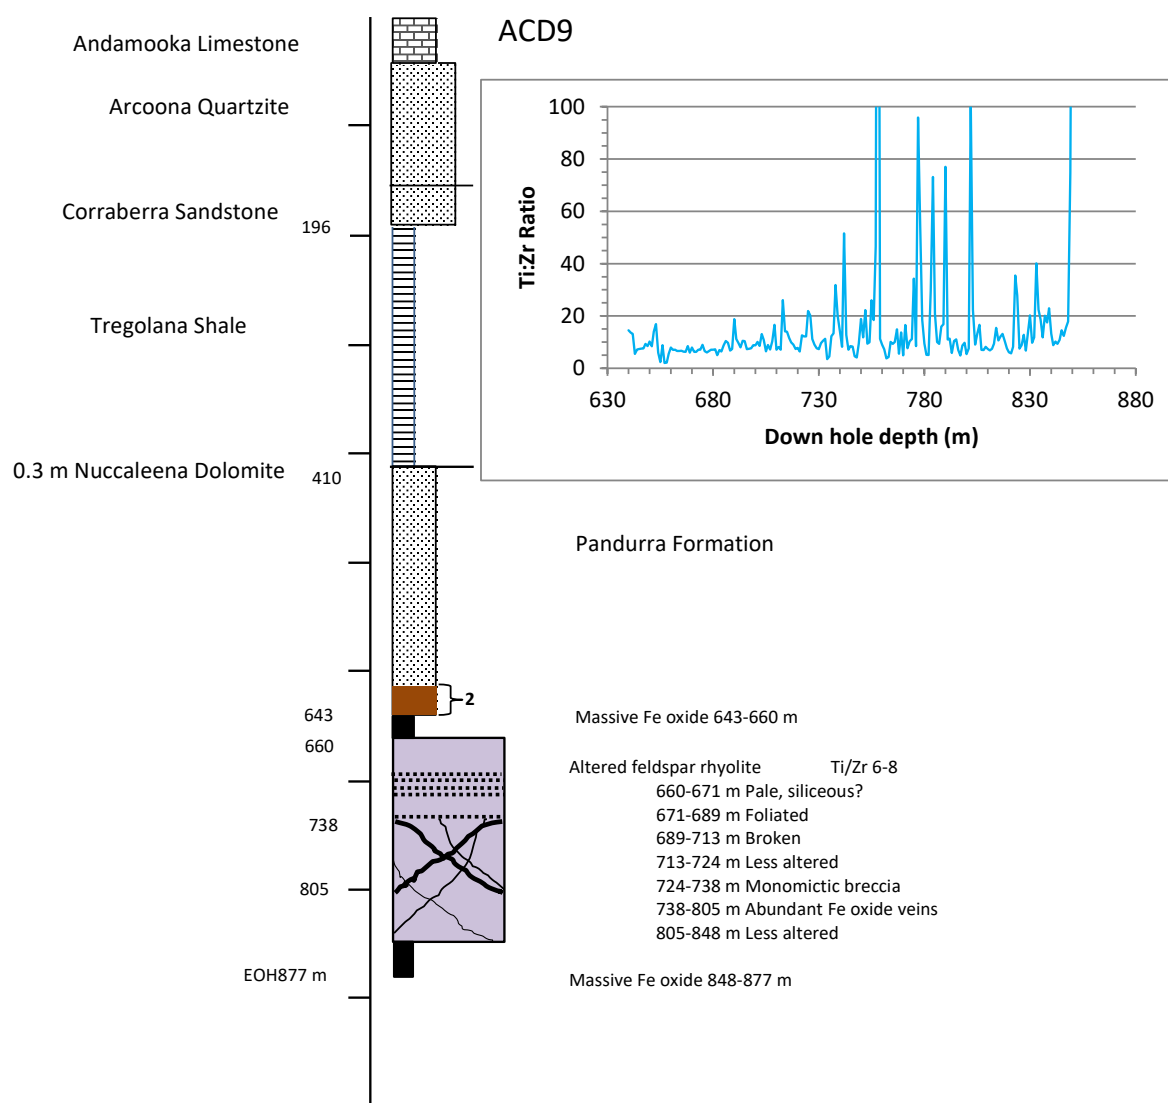 ACD9
Andamooka Limestone
Arcoona Quartzite
Corraberra Sandstone
196
Tregolana Shale
0.3 m Nuccaleena Dolomite
410
100
80
60
40
20
0
Ti:Zr Ratio
630 680 730 780 830 880
Down hole depth (m)
Pandurra Formation
2
643
Massive Fe oxide 643-660 m
660
Altered feldspar rhyolite Ti/Zr 6-8
660-671 m Pale, siliceous?
671-689 m Foliated
738
689-713 m Broken
713-724 m Less altered
805
724-738 m Monomictic breccia
738-805 m Abundant Fe oxide veins
805-848 m Less altered
EOH877 m
Massive Fe oxide 848-877 m